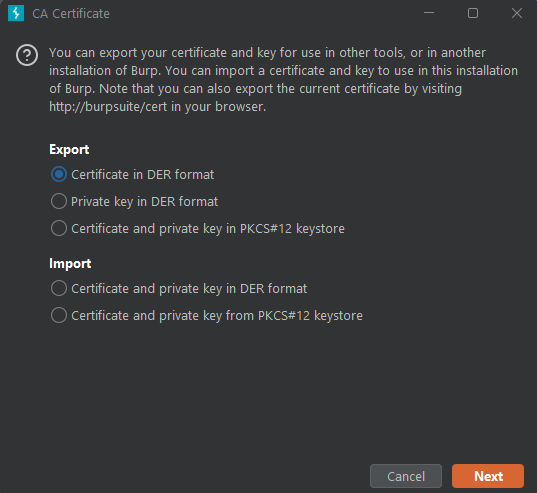 CA Certificate
You can export your certificate and key for use in other tools, or in another
installation of Burp. You can import a certificate and key to use in this installation
of Burp. Note that you can also export the current certificate by visiting
http://burpsuite/cert in your browser.
Export
Certificate in DER format
Private key in DER format
Certificate and private key in PKCS#12 keystore
Import
Certificate and private key in DER format
Certificate and private key from PKCS#12 keystore
Cancel
Next